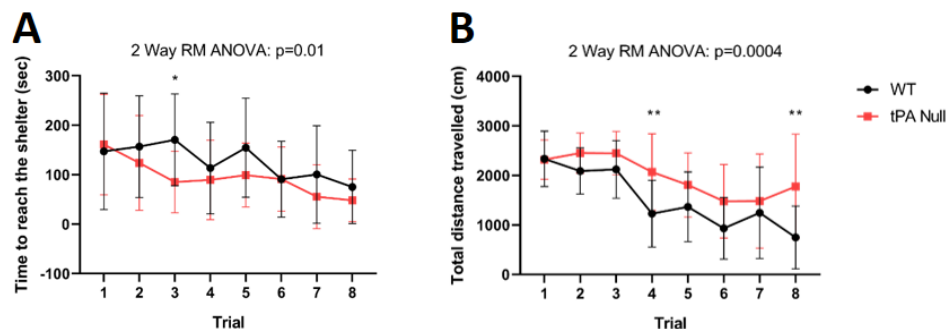 A
2 Way RM ANOVA: p=0.01
Time to reach the shelter (sec)
300
200
100
0
-100
*
1 2 3 4 5 6 7 8
Trial
B
2 Way RM ANOVA: p=0.0004
Total distance travelled (cm)
4000
3000
2000
1000
0
** **
1 2 3 4 5 6 7 8
Trial
WT
tPA Null